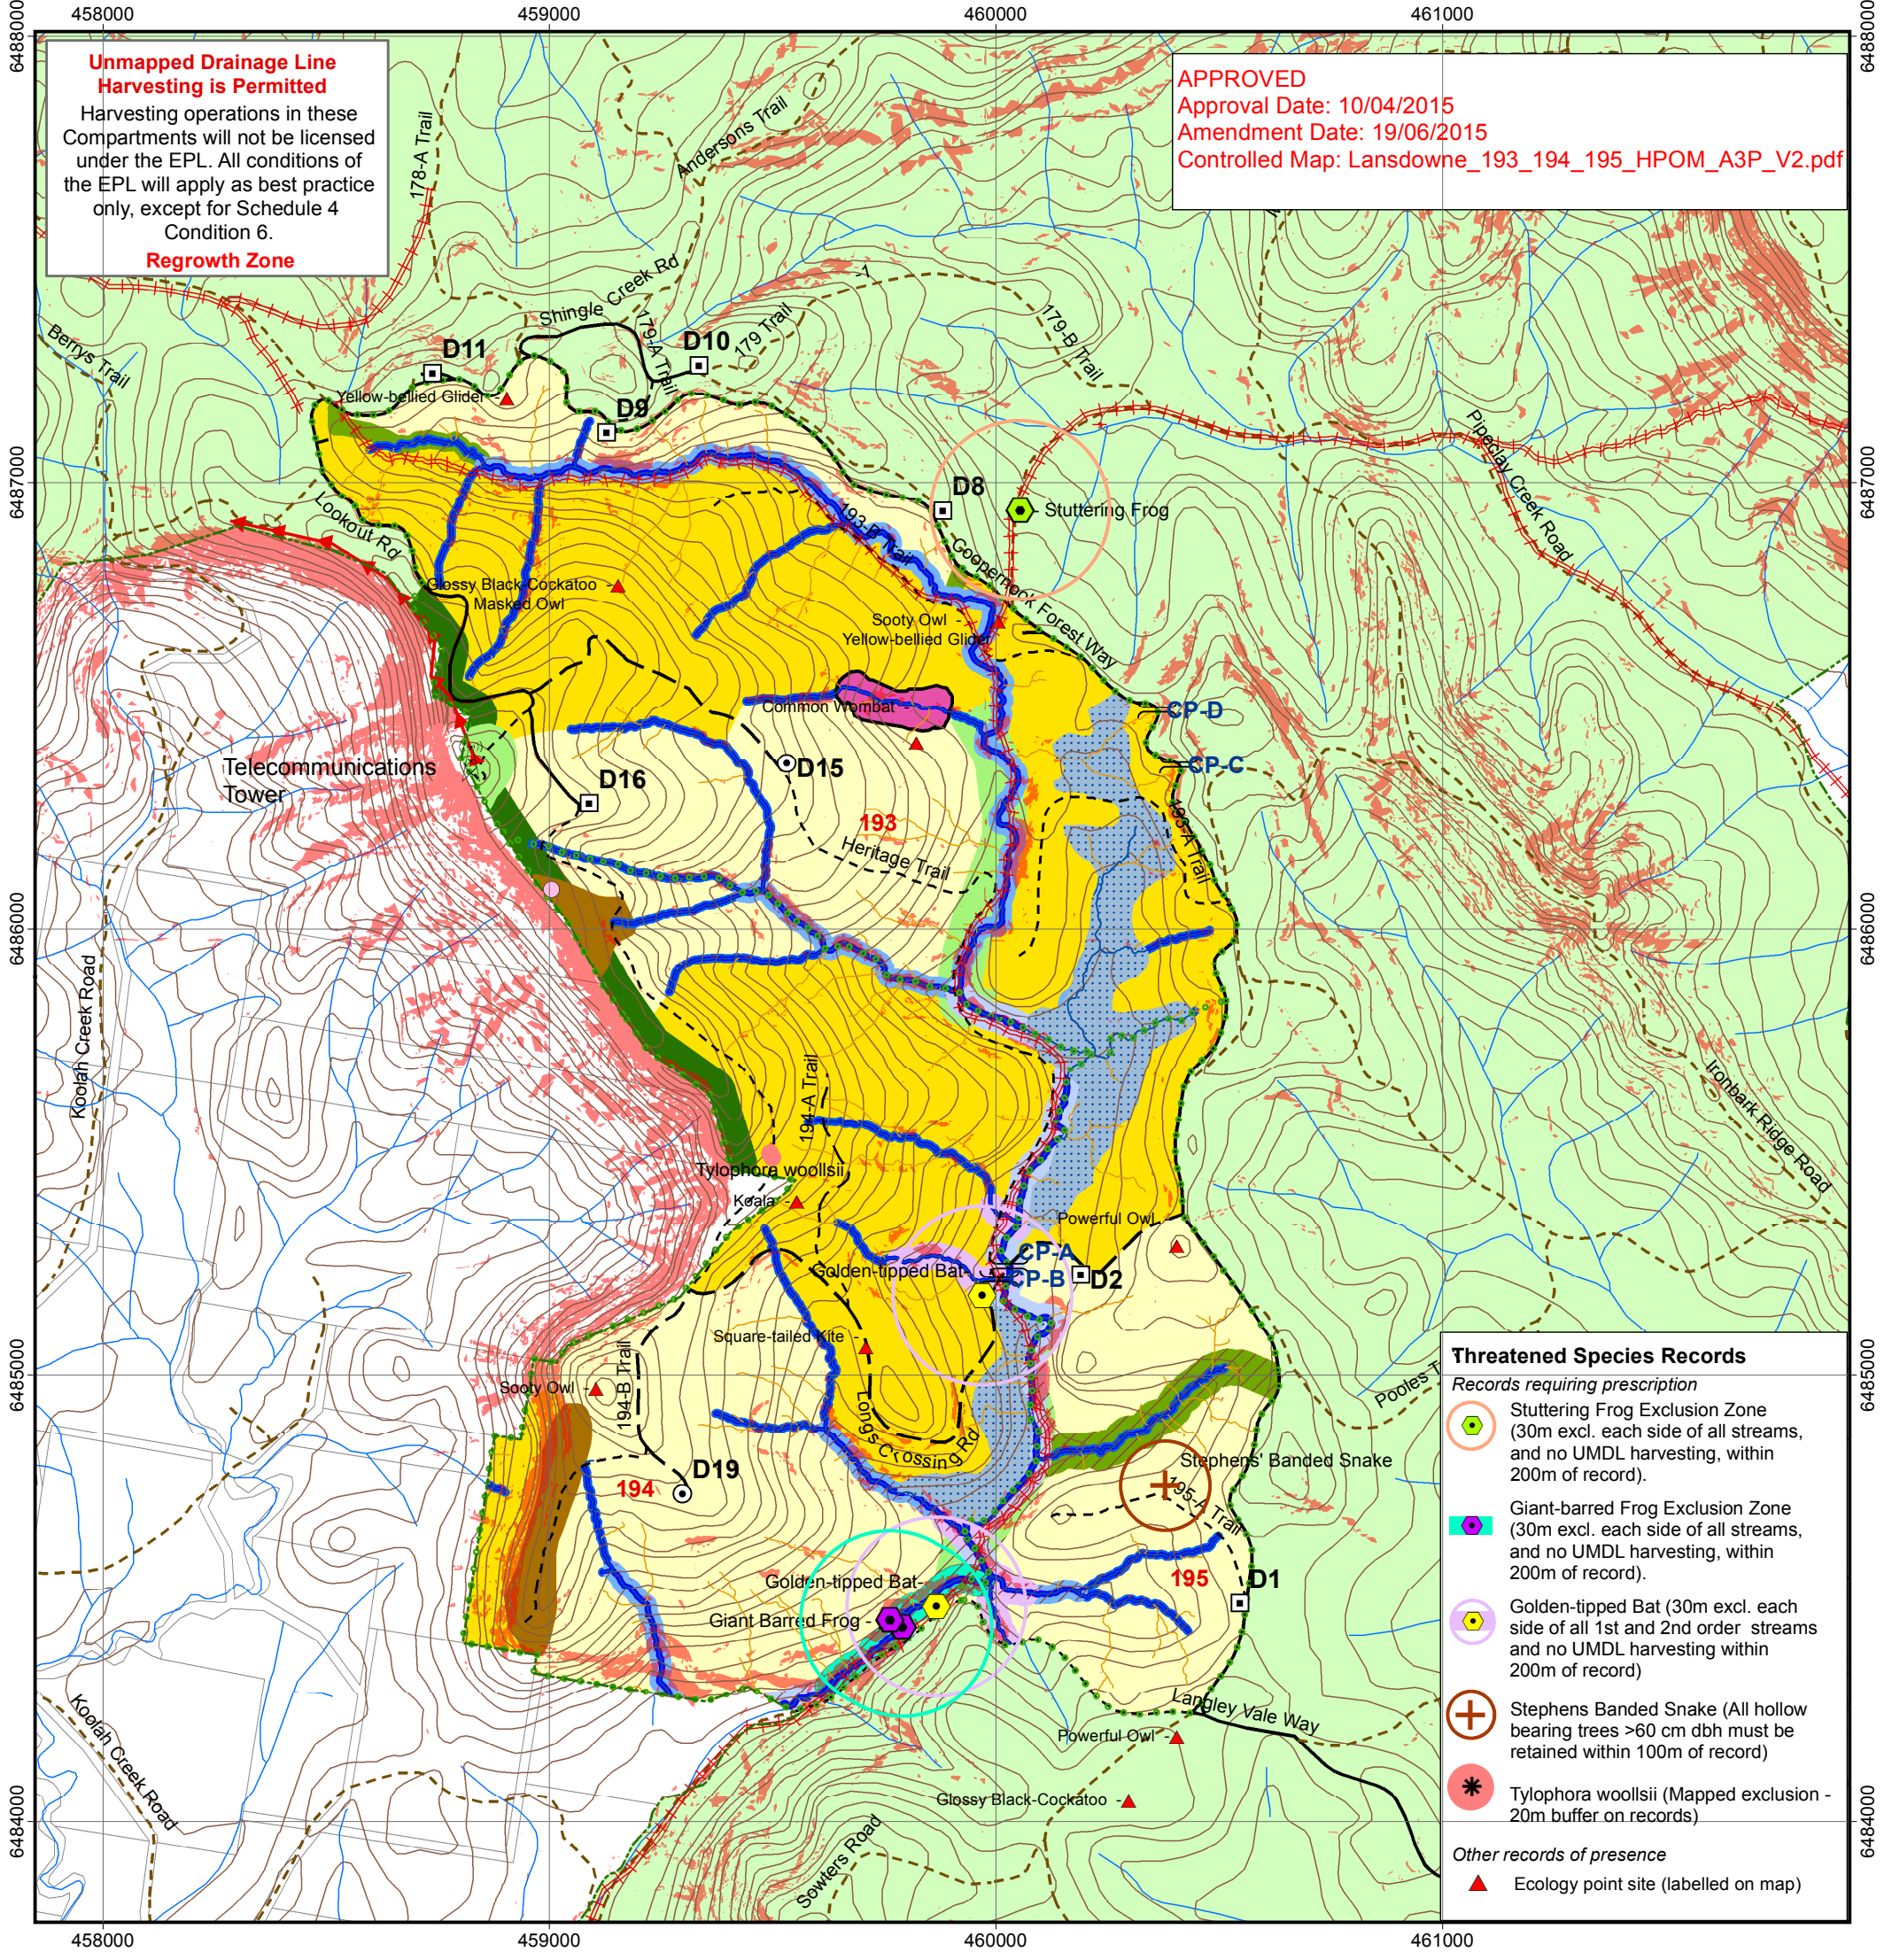 458000
459000
460000
461000
6488000
6488000
Unmapped Drainage Line
Harvesting is Permitted
Harvesting operations in these
Compartments will not be licensed
under the EPL. All conditions of
the EPL will apply as best practice
only, except for Schedule 4
Condition 6.
Regrowth Zone
APPROVED
Approval Date: 10/04/2015
Amendment Date: 19/06/2015
Controlled Map: Lansdowne_193_194_195_HPOM_A3P_V2.pdf
178-A Trail
Andersons Trail
Shingle Creek Rd
179-A Trail
179 Trail
-7
179-B Trail
Berrys Trail
D11
D10
Yellow-bellied Glider -
D9
Pipeclay Creek Road
6487000
6487000
D8
- Stuttering Frog
Lookout Rd
193-B Trail
Coopernook Forest Way
Glossy Black-Cockatoo -
Masked Owl
Sooty Owl -
Yellow-bellied Glider
Common Wombat -
CP-D
CP-C
Telecommunications
Tower
D16
D15
193
Heritage Trail
193-A Trail
6486000
6486000
Koolah Creek Road
194-A Trail
Ironbark Ridge Road
Tylophora woollsii
Koala -
Powerful Owl
CP-A
Golden-tipped Bat-
CP-B
D2
Square-tailed Kite -
Sooty Owl -
194-B Trail
6485000
6485000
Longs Crossing Rd
Pooles T
Stephens' Banded Snake
195-A Trail
D19
194
195
D1
Golden-tipped Bat-
Giant Barred Frog -
Langley Vale Way
Powerful Owl -
Koolah Creek Road
Glossy Black-Cockatoo -
Sowters Road
6484000
6484000
Threatened Species Records
Records requiring prescription
Stuttering Frog Exclusion Zone
(30m excl. each side of all streams,
and no UMDL harvesting, within
200m of record).
Giant-barred Frog Exclusion Zone
(30m excl. each side of all streams,
and no UMDL harvesting, within
200m of record).
Golden-tipped Bat (30m excl. each
side of all 1st and 2nd order streams
and no UMDL harvesting within
200m of record)
Stephens Banded Snake (All hollow
bearing trees >60 cm dbh must be
retained within 100m of record)
Tylophora woollsii (Mapped exclusion -
20m buffer on records)
Other records of presence
Ecology point site (labelled on map)
458000
459000
460000
461000